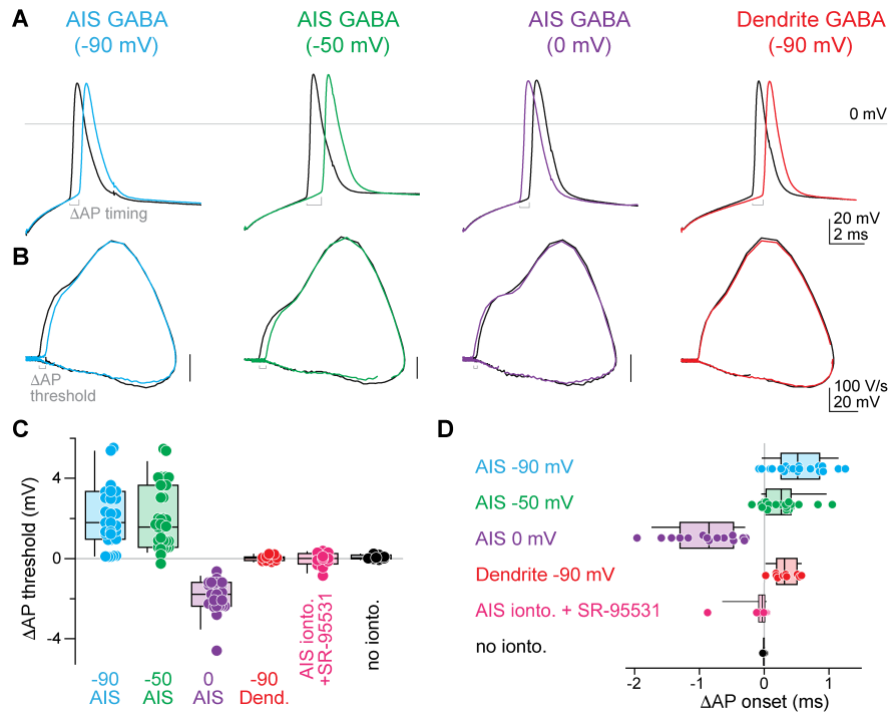 A
AIS GABA
(-90 mV)
AIS GABA
(-50 mV)
AIS GABA
(0 mV)
Dendrite GABA
(-90 mV)
0 mV
ΔAP timing
20 mV
2 ms
B
ΔAP
threshold
100 V/s
20 mV
C
ΔAP threshold (mV)
4
0
-4
-90
AIS
-50
AIS
0
AIS
-90
Dend.
AIS ionto.
+SR-95531
no ionto.
D
AIS -90 mV
AIS -50 mV
AIS 0 mV
Dendrite -90 mV
AIS ionto. + SR-95531
no ionto.
-2
-1
0
1
ΔAP onset (ms)